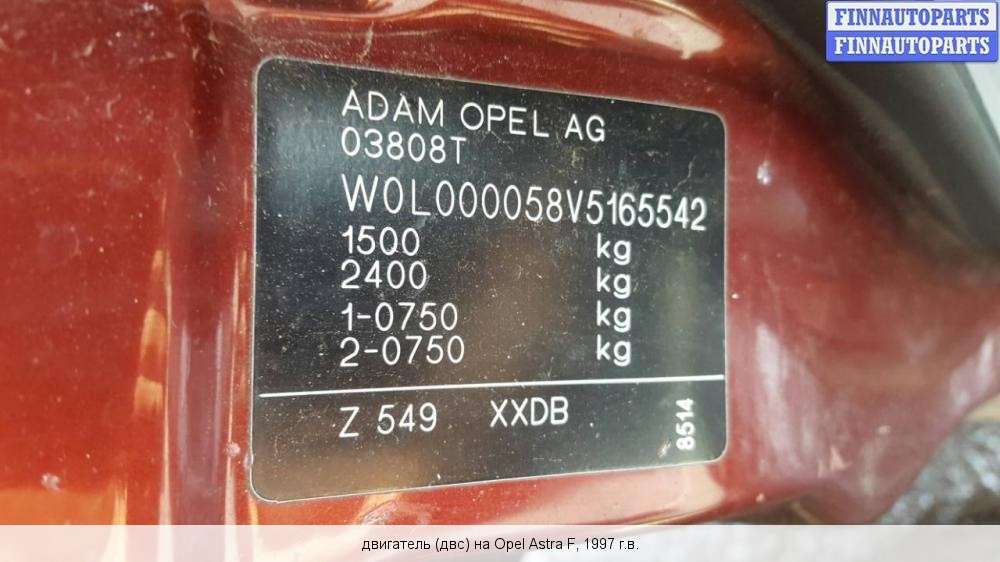 FINNAUTOPARTS
FINNAUTOPARTS
ADAM OPEL AG
03808T
W0L000058V5165542
1500 kg
2400 kg
1-0750 kg
2-0750 kg
Z 549 XXDB
8514
двигатель (двс) на Opel Astra F, 1997 г.в.